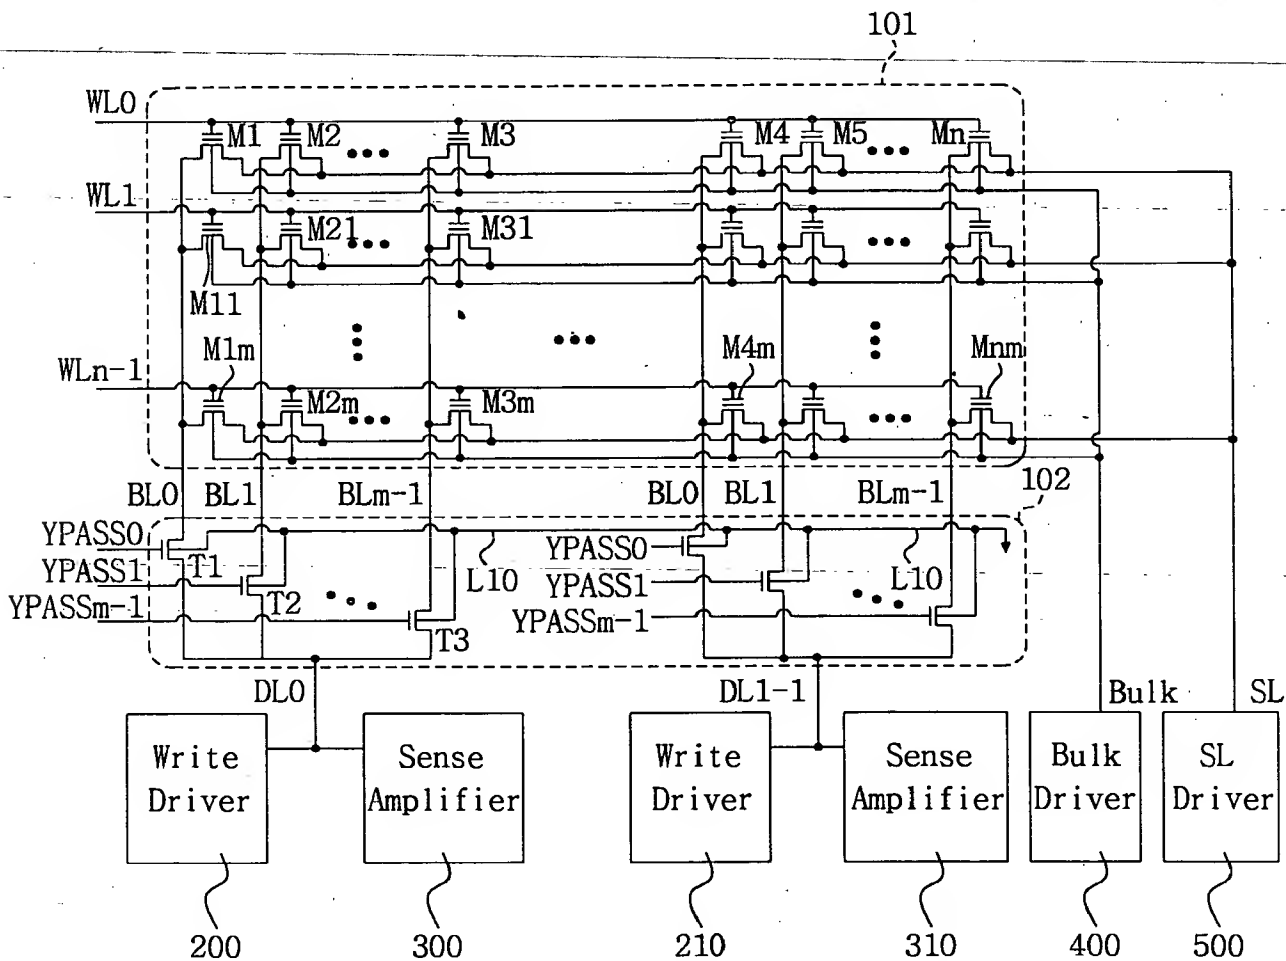 101
WL0
M1
M2
M3
M4
M5
Mn
WL1
M21
M31
M11
M1m
M4m
Mnm
WLn-1
M2m
M3m
BL0
BL1
BLm-1
BL0
BL1
BLm-1
102
YPASS0
T1
L10
YPASS0
L10
YPASS1
T2
YPASS1
YPASSm-1
T3
YPASSm-1
DL0
DL1-1
Bulk
SL
Write
Driver
Sense
Amplifier
Write
Driver
Sense
Amplifier
Bulk
Driver
SL
Driver
200
300
210
310
400
500